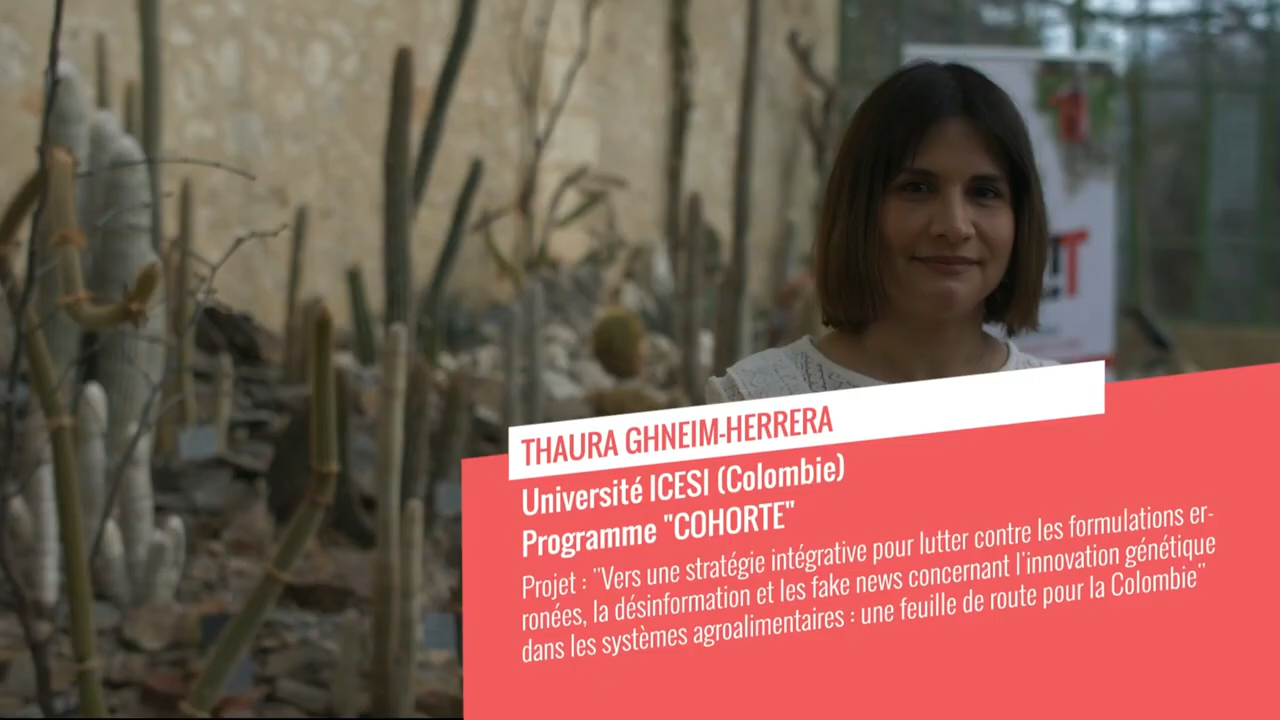 THAURA GHNEIM-HERRERA
Université ICESI (Colombie)
Programme "COHORTE"
Projet : "Vers une stratégie intégrative pour lutter contre les formulations er-
ronées, la désinformation et les fake news concernant l'innovation génétique
dans les systèmes agroalimentaires : une feuille de route pour la Colombie"